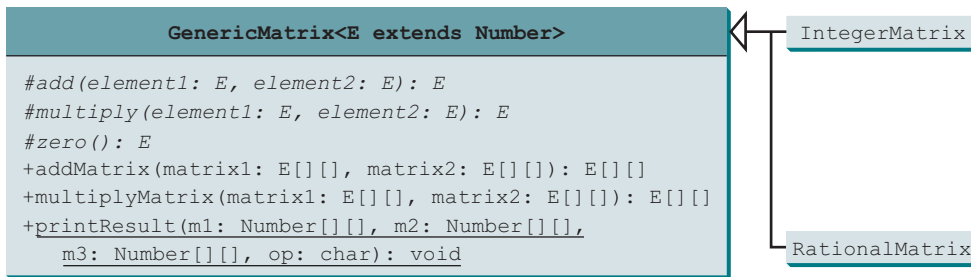 GenericMatrix<E extends Number>
#add(element1: E, element2: E): E
#multiply(element1: E, element2: E): E
#zero(): E
+addMatrix(matrix1: E[][], matrix2: E[][]): E[][]
+multiplyMatrix(matrix1: E[][], matrix2: E[][]): E[][]
+printResult(m1: Number[][], m2: Number[][],
m3: Number[][], op: char): void
IntegerMatrix
RationalMatrix